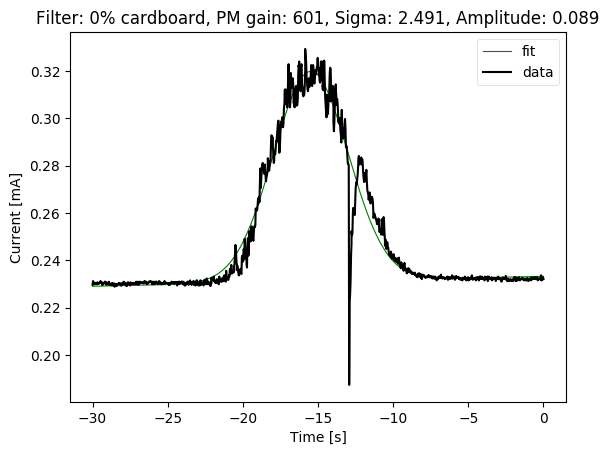 Filter: 0% cardboard, PM gain: 601, Sigma: 2.491, Amplitude: 0.089
fit
data
0.32
0.30
0.28
0.26
0.24
0.22
0.20
Current [mA]
−30
−25
−20
−15
−10
−5
0
Time [s]